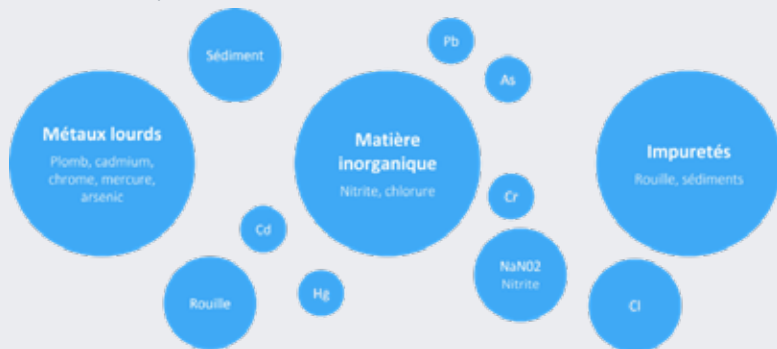 Sédiment
Pb
As
Métaux lourds
Plomb, cadmium,
chrome, mercure,
arsenic
Matière
inorganique
Nitrite, chlorure
Impuretés
Rouille, sédiments
Cr
Cd
NaN02
Nitrite
Hg
Rouille
Cl